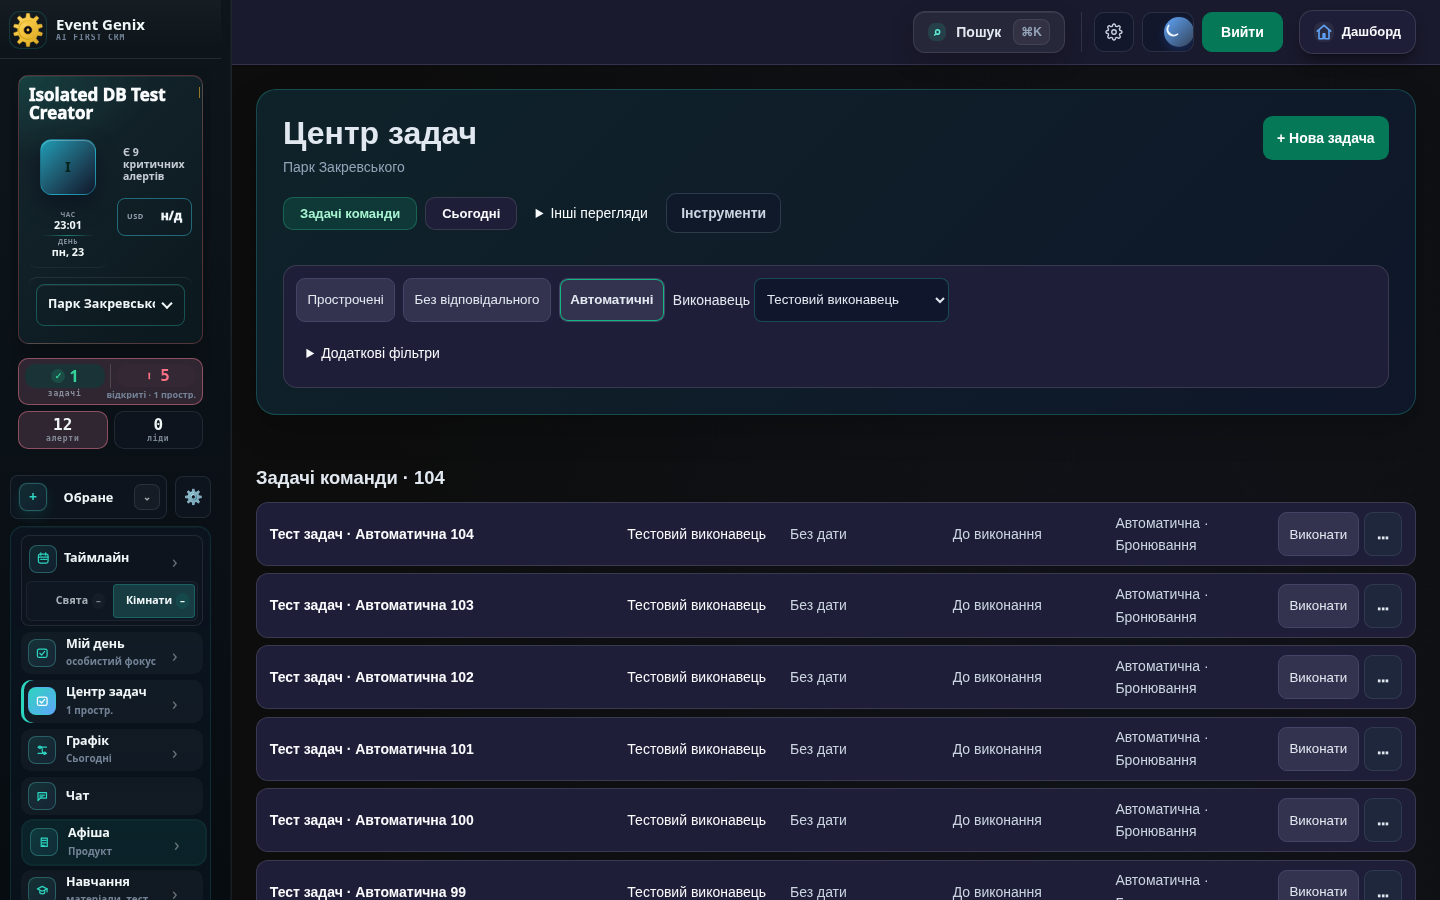 Event Genix
AI FIRST CRM
Пошук
⌘K
Вийти
Дашборд
Isolated DB Test
Creator
I
Є 9
критичних
алертів
ЧАС
23:01
USD
н/д
ДЕНЬ
пн, 23
Парк Закревськ
1
задачі
5
відкриті · 1 простр.
12
алерти
0
ліди
+
Обране
Таймлайн
Свята –
Кімнати –
Мій день
особистий фокус
Центр задач
1 простр.
Графік
Сьогодні
Чат
Афіша
Продукт
Навчання
матеріали, тест
Центр задач
Парк Закревського
+ Нова задача
Задачі команди
Сьогодні
Інші перегляди
Інструменти
Прострочені
Без відповідального
Автоматичні
Виконавець
Тестовий виконавець
Додаткові фільтри
Задачі команди · 104
Тест задач · Автоматична 104
Тестовий виконавець
Без дати
До виконання
Автоматична ·
Бронювання
Виконати
...
Тест задач · Автоматична 103
Тестовий виконавець
Без дати
До виконання
Автоматична ·
Бронювання
Виконати
...
Тест задач · Автоматична 102
Тестовий виконавець
Без дати
До виконання
Автоматична ·
Бронювання
Виконати
...
Тест задач · Автоматична 101
Тестовий виконавець
Без дати
До виконання
Автоматична ·
Бронювання
Виконати
...
Тест задач · Автоматична 100
Тестовий виконавець
Без дати
До виконання
Автоматична ·
Бронювання
Виконати
...
Тест задач · Автоматична 99
Тестовий виконавець
Без дати
До виконання
Автоматична ·
Виконати
...